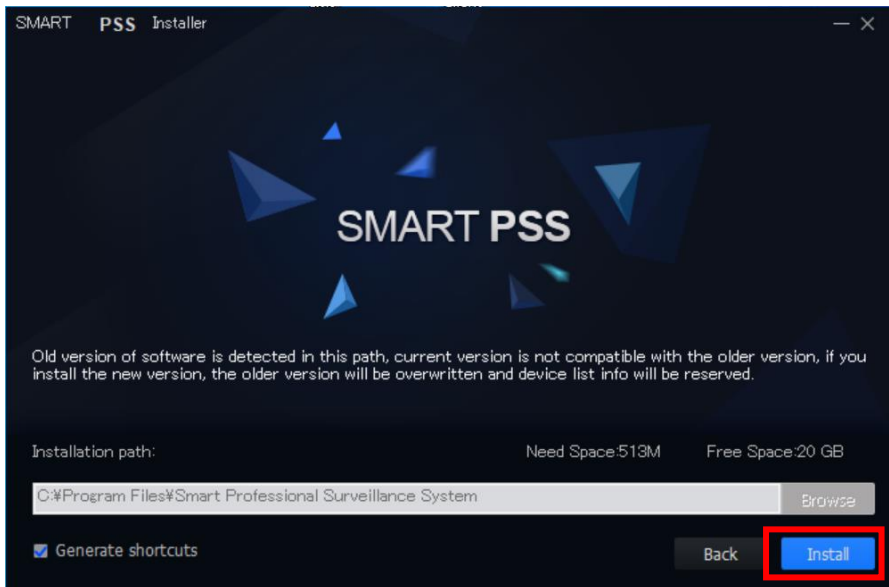 SMART PSS Installer
SMART PSS
Old version of software is detected in this path, current version is not compatible with the older version, if you
install the new version, the older version will be overwritten and device list info will be reserved.
Installation path:
Need Space:513M
Free Space:20 GB
C:¥Program Files¥Smart Professional Surveillance System
Browse
Generate shortcuts
Back
Install